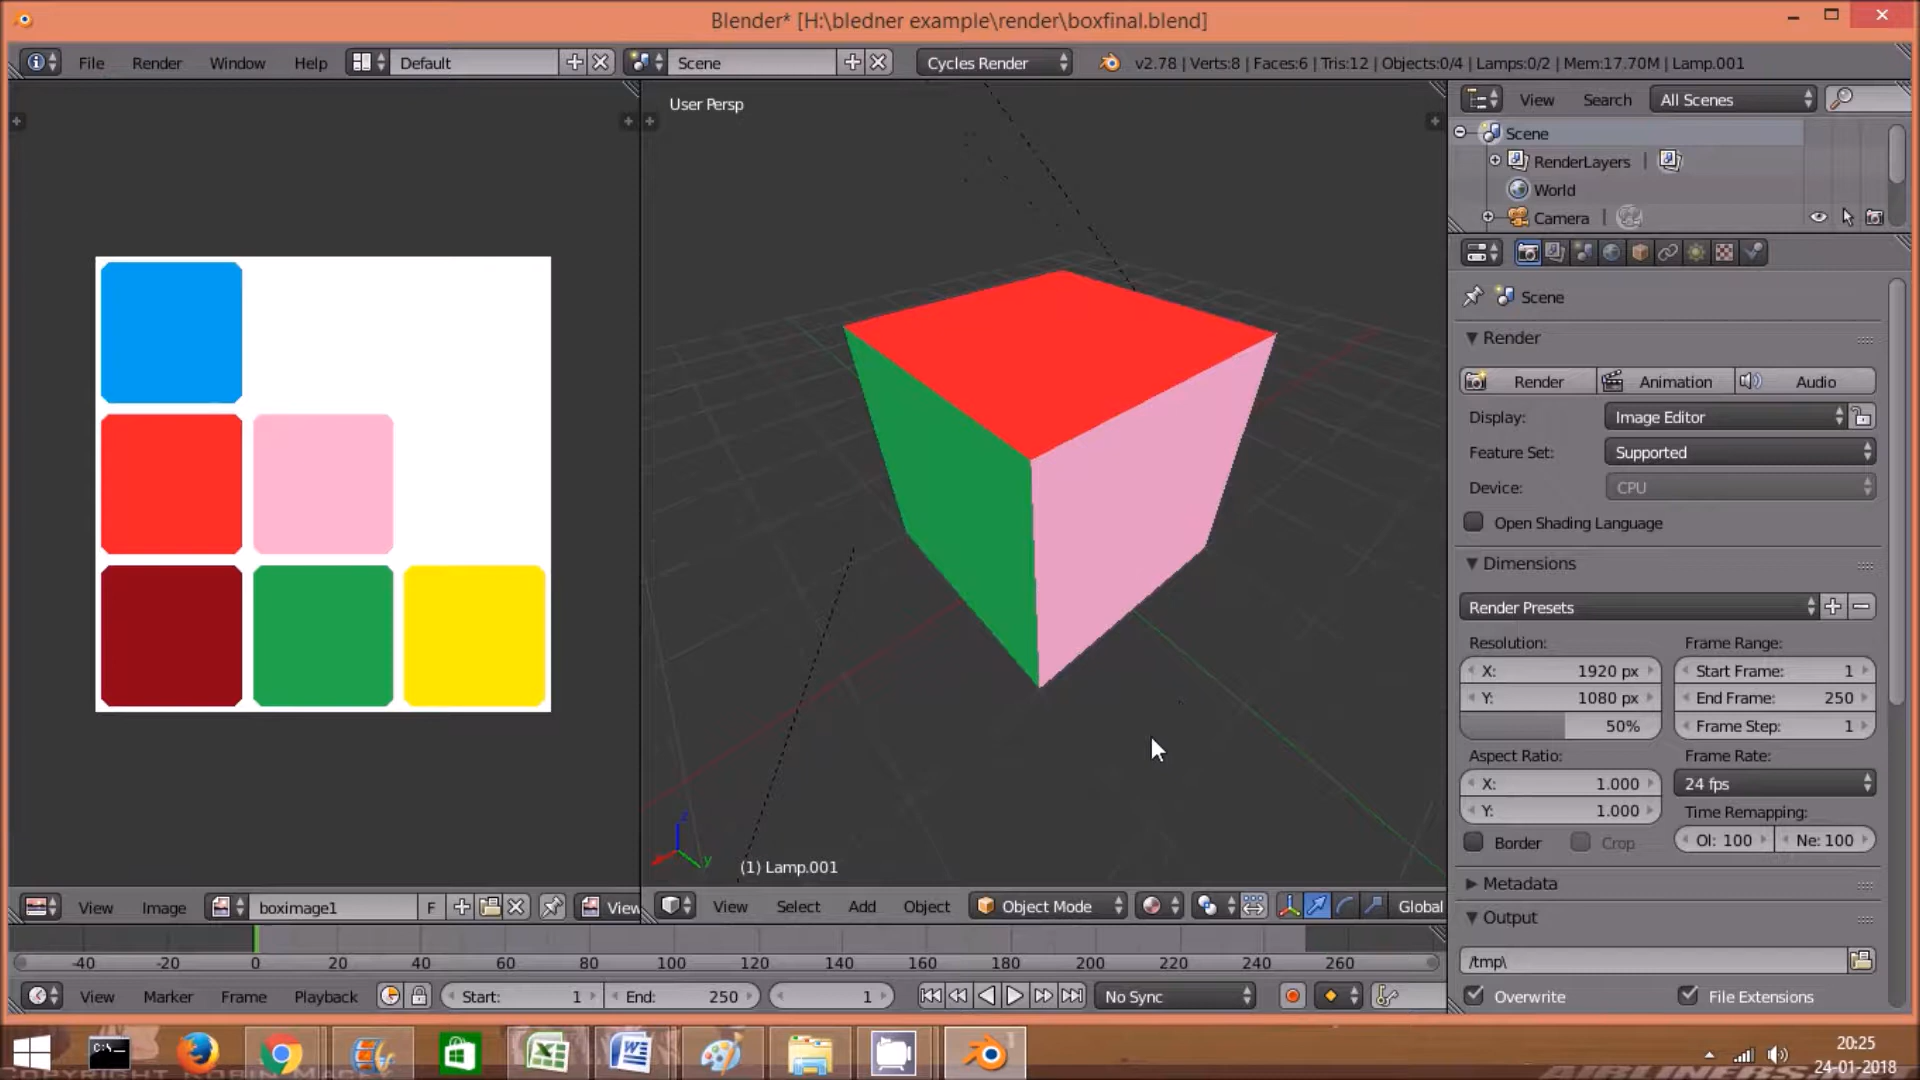 Blender* [H:\bledner example\render\boxfinal.blend]
File Render Window Help Default Scene Cycles Render v2.78 | Verts:8 | Faces:6 | Tris:12 | Objects:0/4 | Lamps:0/2 | Mem:17.70M | Lamp.001
User Persp
View Search All Scenes
Scene
RenderLayers
World
Camera
Scene
Render
Render Animation Audio
Display: Image Editor
Feature Set: Supported
Device: CPU
Open Shading Language
Dimensions
Render Presets
Resolution: Frame Range:
X: 1920 px Start Frame: 1
Y: 1080 px End Frame: 250
50% Frame Step: 1
Aspect Ratio: Frame Rate:
X: 1.000 24 fps
Y: 1.000 Time Remapping:
Border Crop Ol: 100 Ne: 100
Metadata
Output
/tmp\
Overwrite File Extensions
z
y
(1) Lamp.001
View Image boximage1 F View
View Select Add Object Object Mode Global
-40 -20 0 20 40 60 80 100 120 140 160 180 200 220 240 260
View Marker Frame Playback Start: 1 End: 250 1 No Sync
C:\
20:25
24-01-2018
COPYRIGHT ROBIN
AIRLINERS.